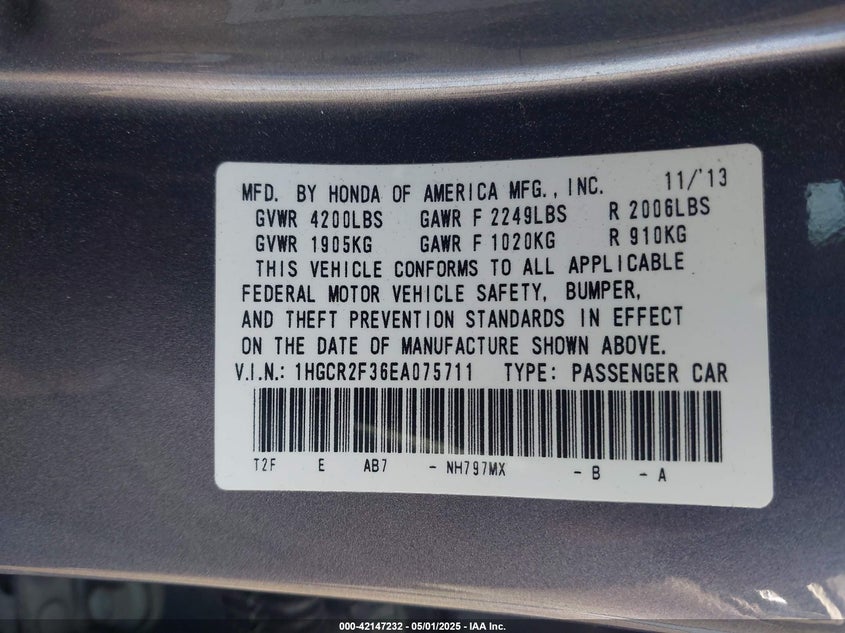 MFD. BY HONDA OF AMERICA MFG., INC. 11/'13
GVWR 4200LBS GAWR F 2249LBS R 2006LBS
GVWR 1905KG GAWR F 1020KG R 910KG
THIS VEHICLE CONFORMS TO ALL APPLICABLE
FEDERAL MOTOR VEHICLE SAFETY, BUMPER,
AND THEFT PREVENTION STANDARDS IN EFFECT
ON THE DATE OF MANUFACTURE SHOWN ABOVE.
V.I.N.: 1HGCR2F36EA075711 TYPE: PASSENGER CAR
T2F E AB7 - NH797MX - B - A
000-42147232 - 05/01/2025 - IAA Inc.